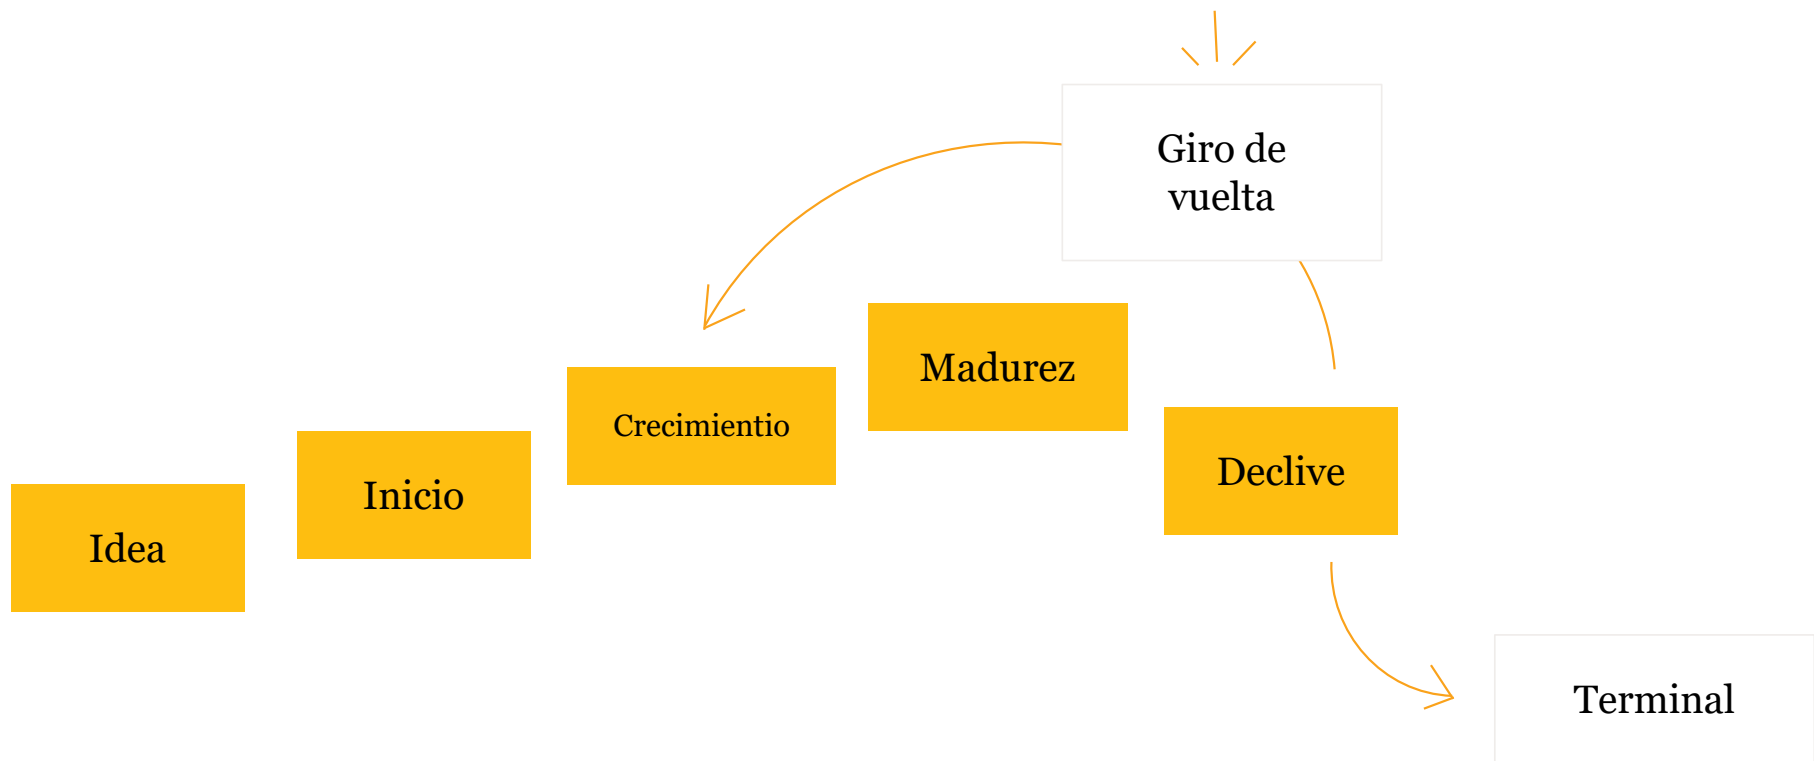 Giro de
vuelta
Madurez
Crecimientio
Declive
Inicio
Idea
Terminal